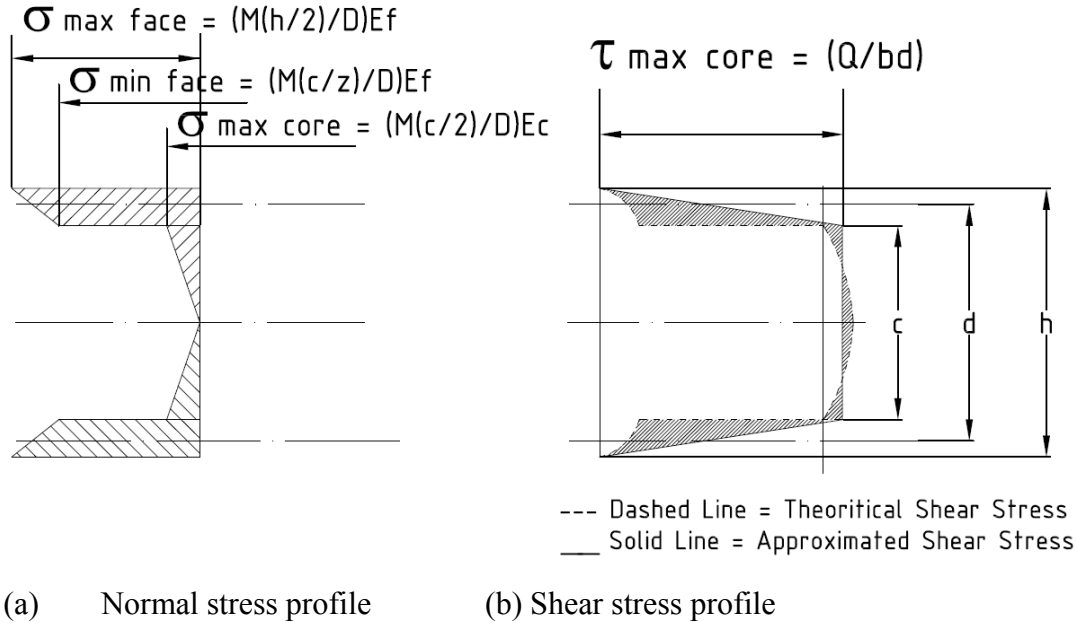 σ max face = (M(h/2)/D)Ef
σ min face = (M(c/z)/D)Ef
σ max core = (M(c/2)/D)Ec
τ max core = (Q/bd)
c d h
--- Dashed Line = Theoritical Shear Stress
__ Solid Line = Approximated Shear Stress
(a) Normal stress profile (b) Shear stress profile